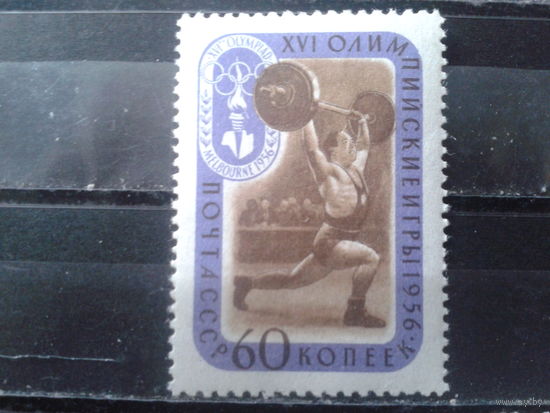 XVI OLYMPIAD
MELBOURNE 1956
XVI ОЛИМПИЙСКИЕ ИГРЫ 1956.
ПОЧТА СССР
60 КОПЕЕК